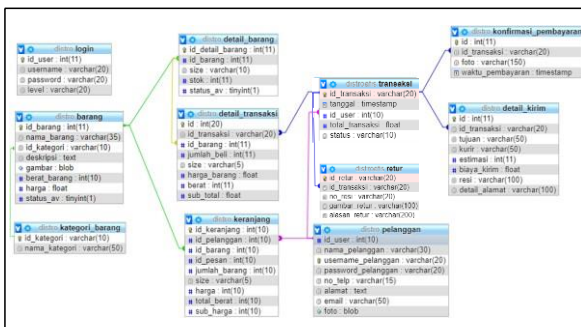 distro login
id_user : int(11)
username : varchar(20)
password : varchar(20)
level : varchar(20)
distro barang
id_barang : int(11)
nama_barang : varchar(35)
id_kategori : varchar(10)
deskripsi : text
gambar : blob
berat_barang : int(10)
harga : float
status_av : tinyint(1)
distro kategori_barang
id_kategori : varchar(10)
nama_kategori : varchar(50)
distro detail_barang
id_detail_barang : int(11)
id_barang : int(11)
size : varchar(10)
stok : int(11)
status_av : tinyint(1)
distro detail_transaksi
id : int(20)
id_transaksi : varchar(20)
id_barang : int(11)
jumlah_beli : int(11)
size : varchar(5)
harga_barang : float
berat : int(11)
sub_total : float
distro keranjang
id_keranjang : int(10)
id_pelanggan : int(10)
id_barang : int(10)
id_pesan : int(10)
jumlah_barang : int(10)
size : varchar(5)
harga : int(10)
total_berat : int(10)
sub_harga : int(10)
transaksi
id_transaksi : varchar(20)
tanggal : timestamp
id_user : int(10)
total_transaksi : float
status : varchar(10)
retur
id_retur : varchar(20)
id_transaksi : varchar(20)
no_resi : varchar(20)
gambar_retur : varchar(100)
alasan_retur : varchar(200)
distro pelanggan
id_user : int(10)
nama_pelanggan : varchar(30)
username_pelanggan : varchar(20)
password_pelanggan : varchar(20)
no_telp : varchar(15)
alamat : text
email : varchar(50)
foto : blob
distro konfirmasi_pembayaran
id : int(11)
id_transaksi : varchar(20)
foto : varchar(150)
waktu_pembayaran : timestamp
distro detail_kirim
id : int(11)
id_transaksi : varchar(20)
tujuan : varchar(50)
kurir : varchar(50)
estimasi : int(11)
biaya_kirim : float
resi : varchar(100)
detail_alamat : varchar(100)